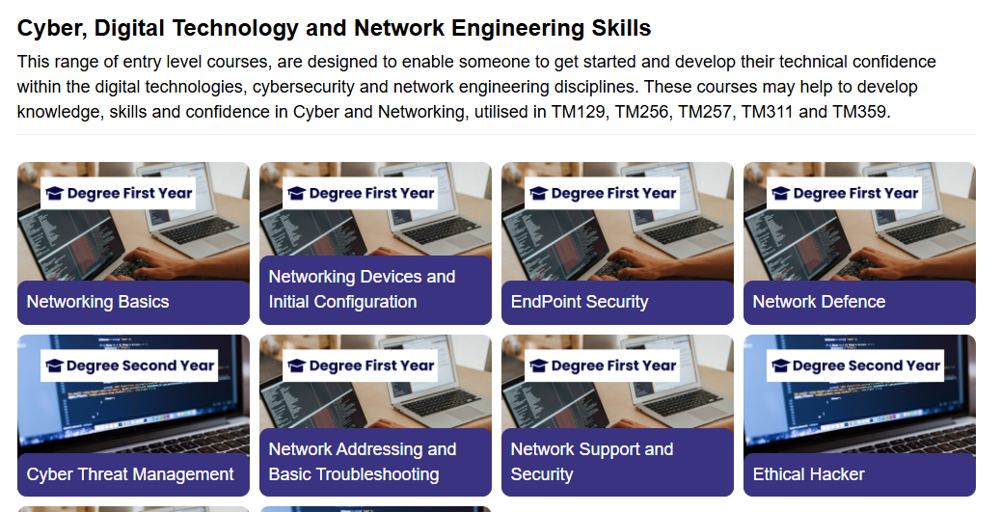 Cyber, Digital Technology and Network Engineering Skills
This range of entry level courses, are designed to enable someone to get started and develop their technical confidence
within the digital technologies, cybersecurity and network engineering disciplines. These courses may help to develop
knowledge, skills and confidence in Cyber and Networking, utilised in TM129, TM256, TM257, TM311 and TM359.
Degree First Year
Networking Basics
Degree First Year
Networking Devices and
Initial Configuration
Degree First Year
EndPoint Security
Degree First Year
Network Defence
Degree Second Year
Cyber Threat Management
Degree First Year
Network Addressing and
Basic Troubleshooting
Degree First Year
Network Support and
Security
Degree Second Year
Ethical Hacker